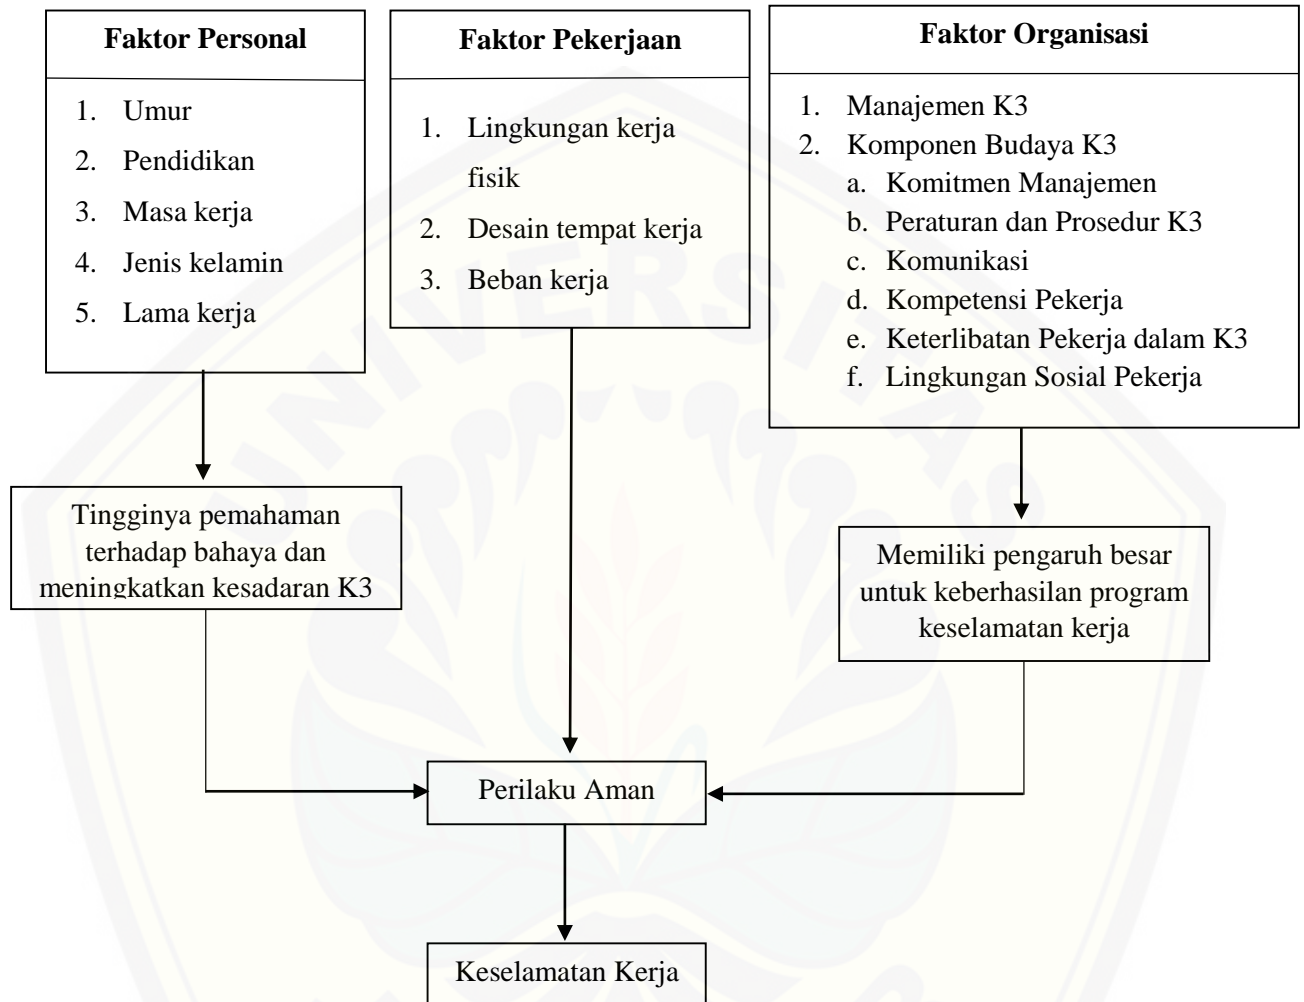 Faktor Personal
1. Umur
2. Pendidikan
3. Masa kerja
4. Jenis kelamin
5. Lama kerja
Faktor Pekerjaan
1. Lingkungan kerja
fisik
2. Desain tempat kerja
3. Beban kerja
Faktor Organisasi
1. Manajemen K3
2. Komponen Budaya K3
a. Komitmen Manajemen
b. Peraturan dan Prosedur K3
c. Komunikasi
d. Kompetensi Pekerja
e. Keterlibatan Pekerja dalam K3
f. Lingkungan Sosial Pekerja
Tingginya pemahaman
terhadap bahaya dan
meningkatkan kesadaran K3
Memiliki pengaruh besar
untuk keberhasilan program
keselamatan kerja
Perilaku Aman
Keselamatan Kerja
UNIVERSITAS